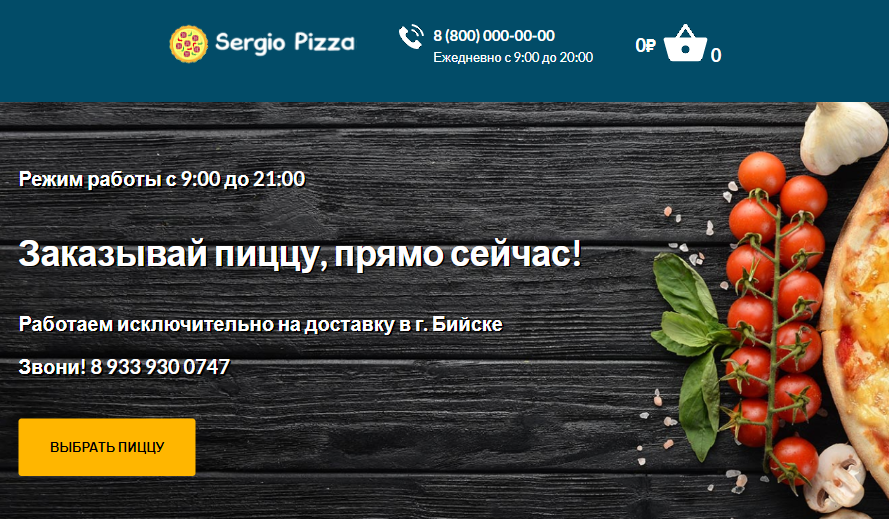 Sergio Pizza
8 (800) 000-00-00
Ежедневно с 9:00 до 20:00
0₽
0
Режим работы с 9:00 до 21:00
Заказывай пиццу, прямо сейчас!
Работаем исключительно на доставку в г. Бийске
Звони! 8 933 930 0747
ВЫБРАТЬ ПИЦЦУ